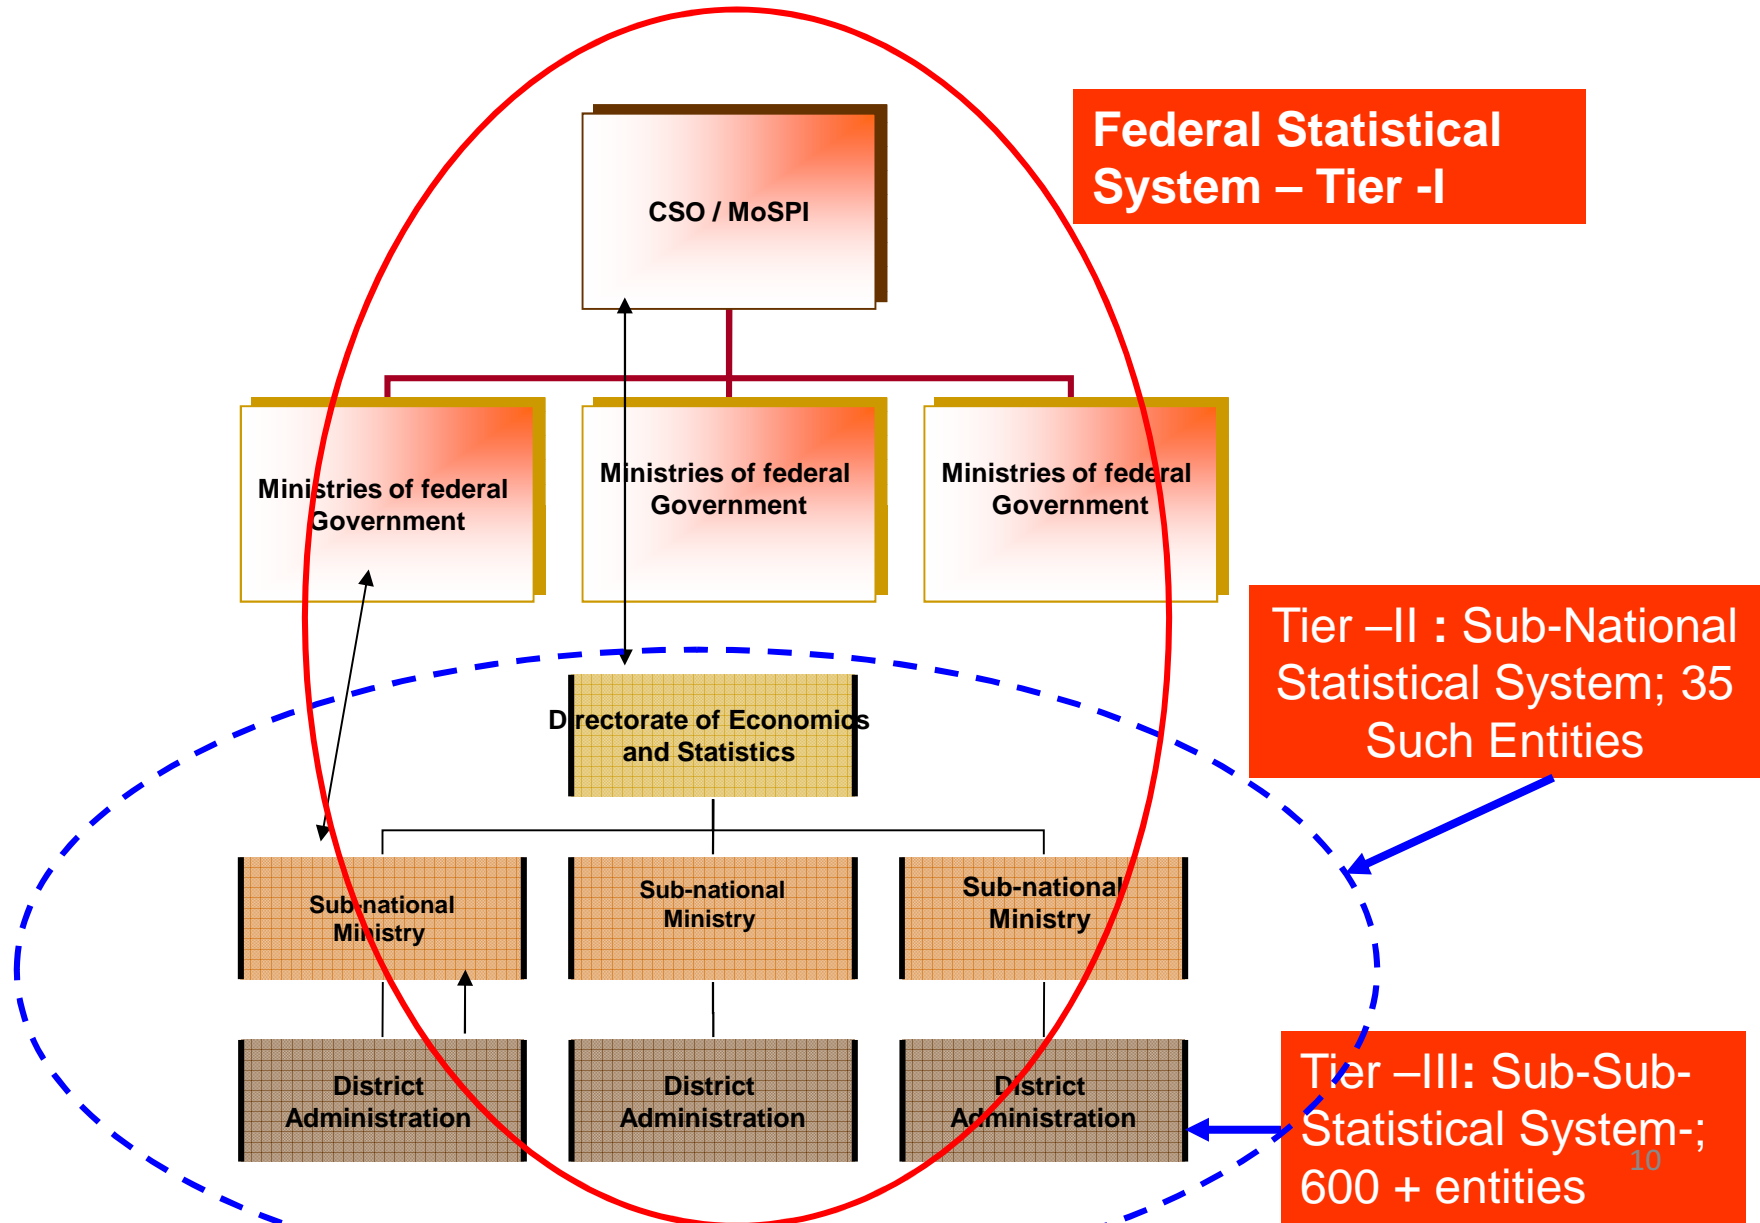 Federal Statistical
System – Tier -I
CSO / MoSPI
Ministries of federal
Government
Ministries of federal
Government
Ministries of federal
Government
Tier –II : Sub-National
Statistical System; 35
Such Entities
Directorate of Economics
and Statistics
Sub-national
Ministry
Sub-national
Ministry
Sub-national
Ministry
District
Administration
District
Administration
District
Administration
Tier –III: Sub-Sub-
Statistical System-;
600 + entities
10